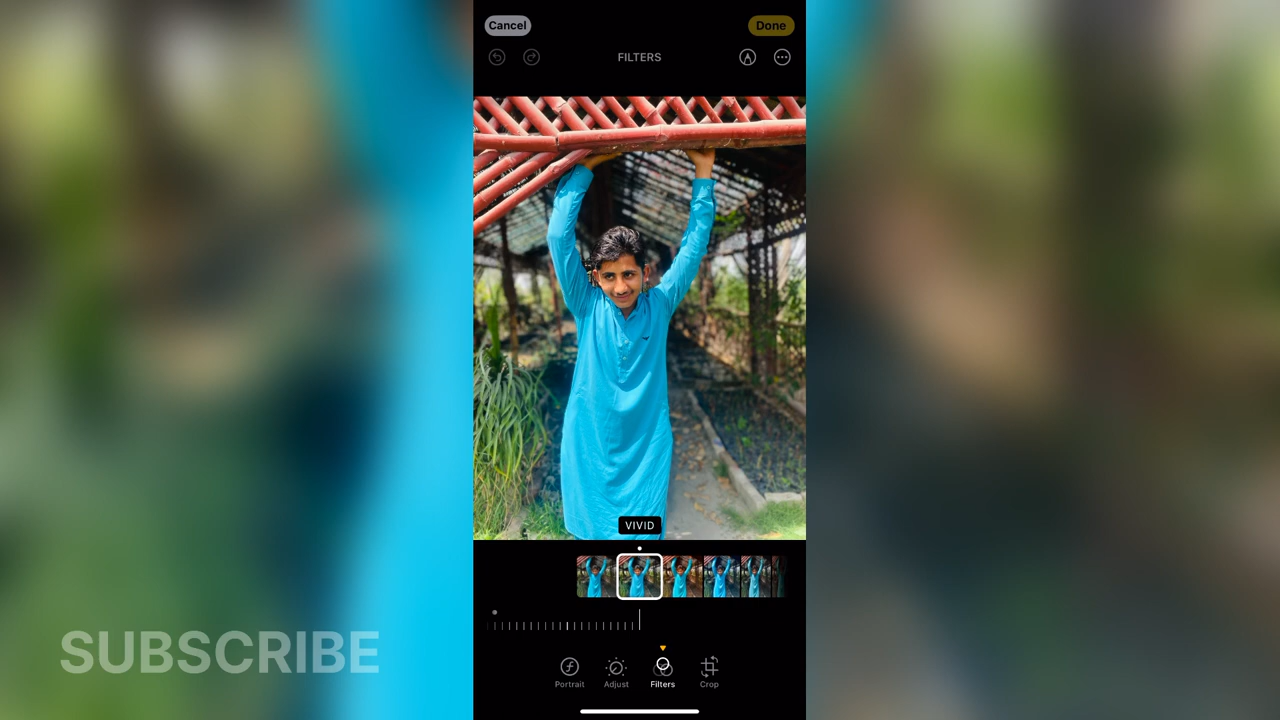 Cancel
Done
FILTERS
VIVID
SUBSCRIBE
Portrait
Adjust
Filters
Crop